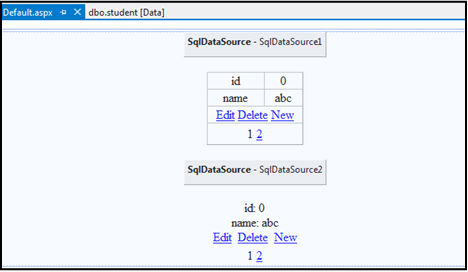 Default.aspx dbo.student [Data]
SqlDataSource - SqlDataSource1
id 0
name abc
Edit Delete New
1 2
SqlDataSource - SqlDataSource2
id: 0
name: abc
Edit Delete New
1 2